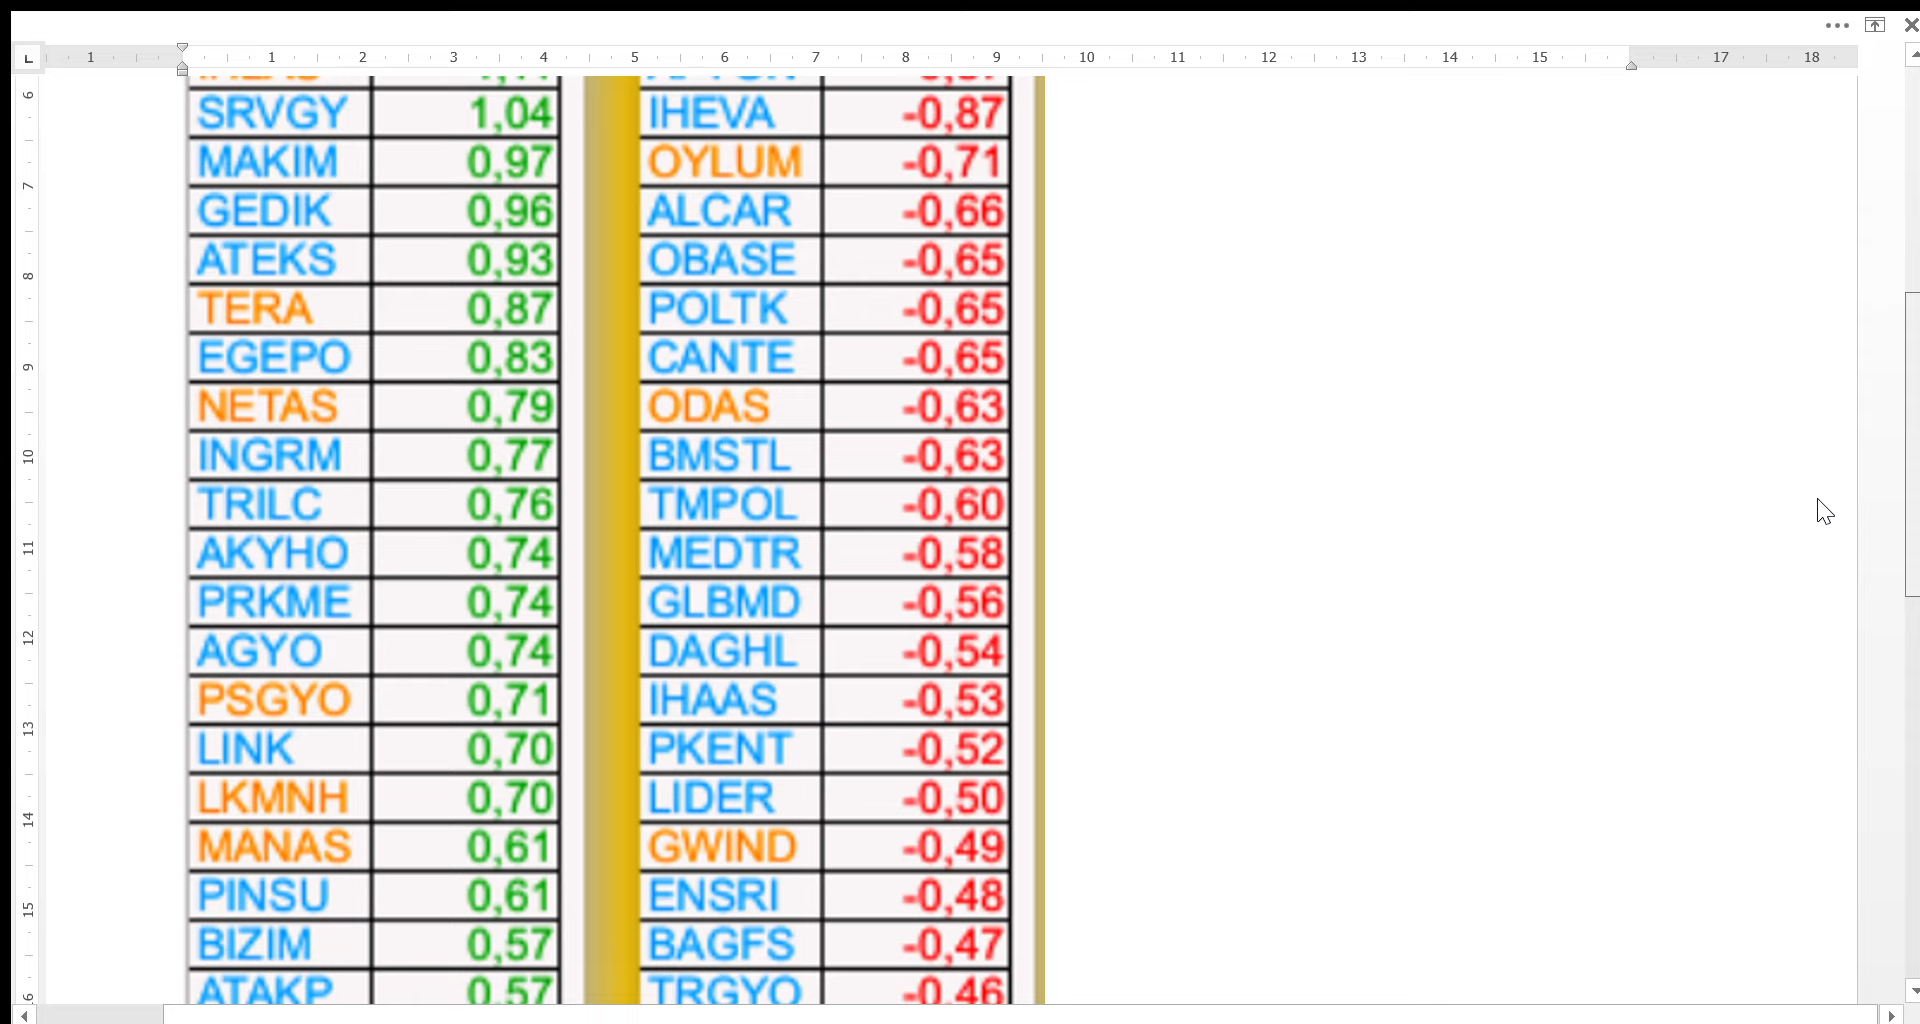 1 1 2 3 4 5 6 7 8 9 10 11 12 13 14 15 17 18
6
SRVGY 1,04 IHEVA -0,87
MAKIM 0,97 OYLUM -0,71
7
GEDIK 0,96 ALCAR -0,66
ATEKS 0,93 OBASE -0,65
8
TERA 0,87 POLTK -0,65
EGEPO 0,83 CANTE -0,65
9
NETAS 0,79 ODAS -0,63
INGRM 0,77 BMSTL -0,63
10
TRILC 0,76 TMPOL -0,60
AKYHO 0,74 MEDTR -0,58
11
PRKME 0,74 GLBMD -0,56
12
AGYO 0,74 DAGHL -0,54
PSGYO 0,71 IHAAS -0,53
13
LINK 0,70 PKENT -0,52
LKMNH 0,70 LIDER -0,50
14
MANAS 0,61 GWIND -0,49
PINSU 0,61 ENSRI -0,48
15
BIZIM 0,57 BAGFS -0,47
ATAKP 0,57 TRGYO -0,46